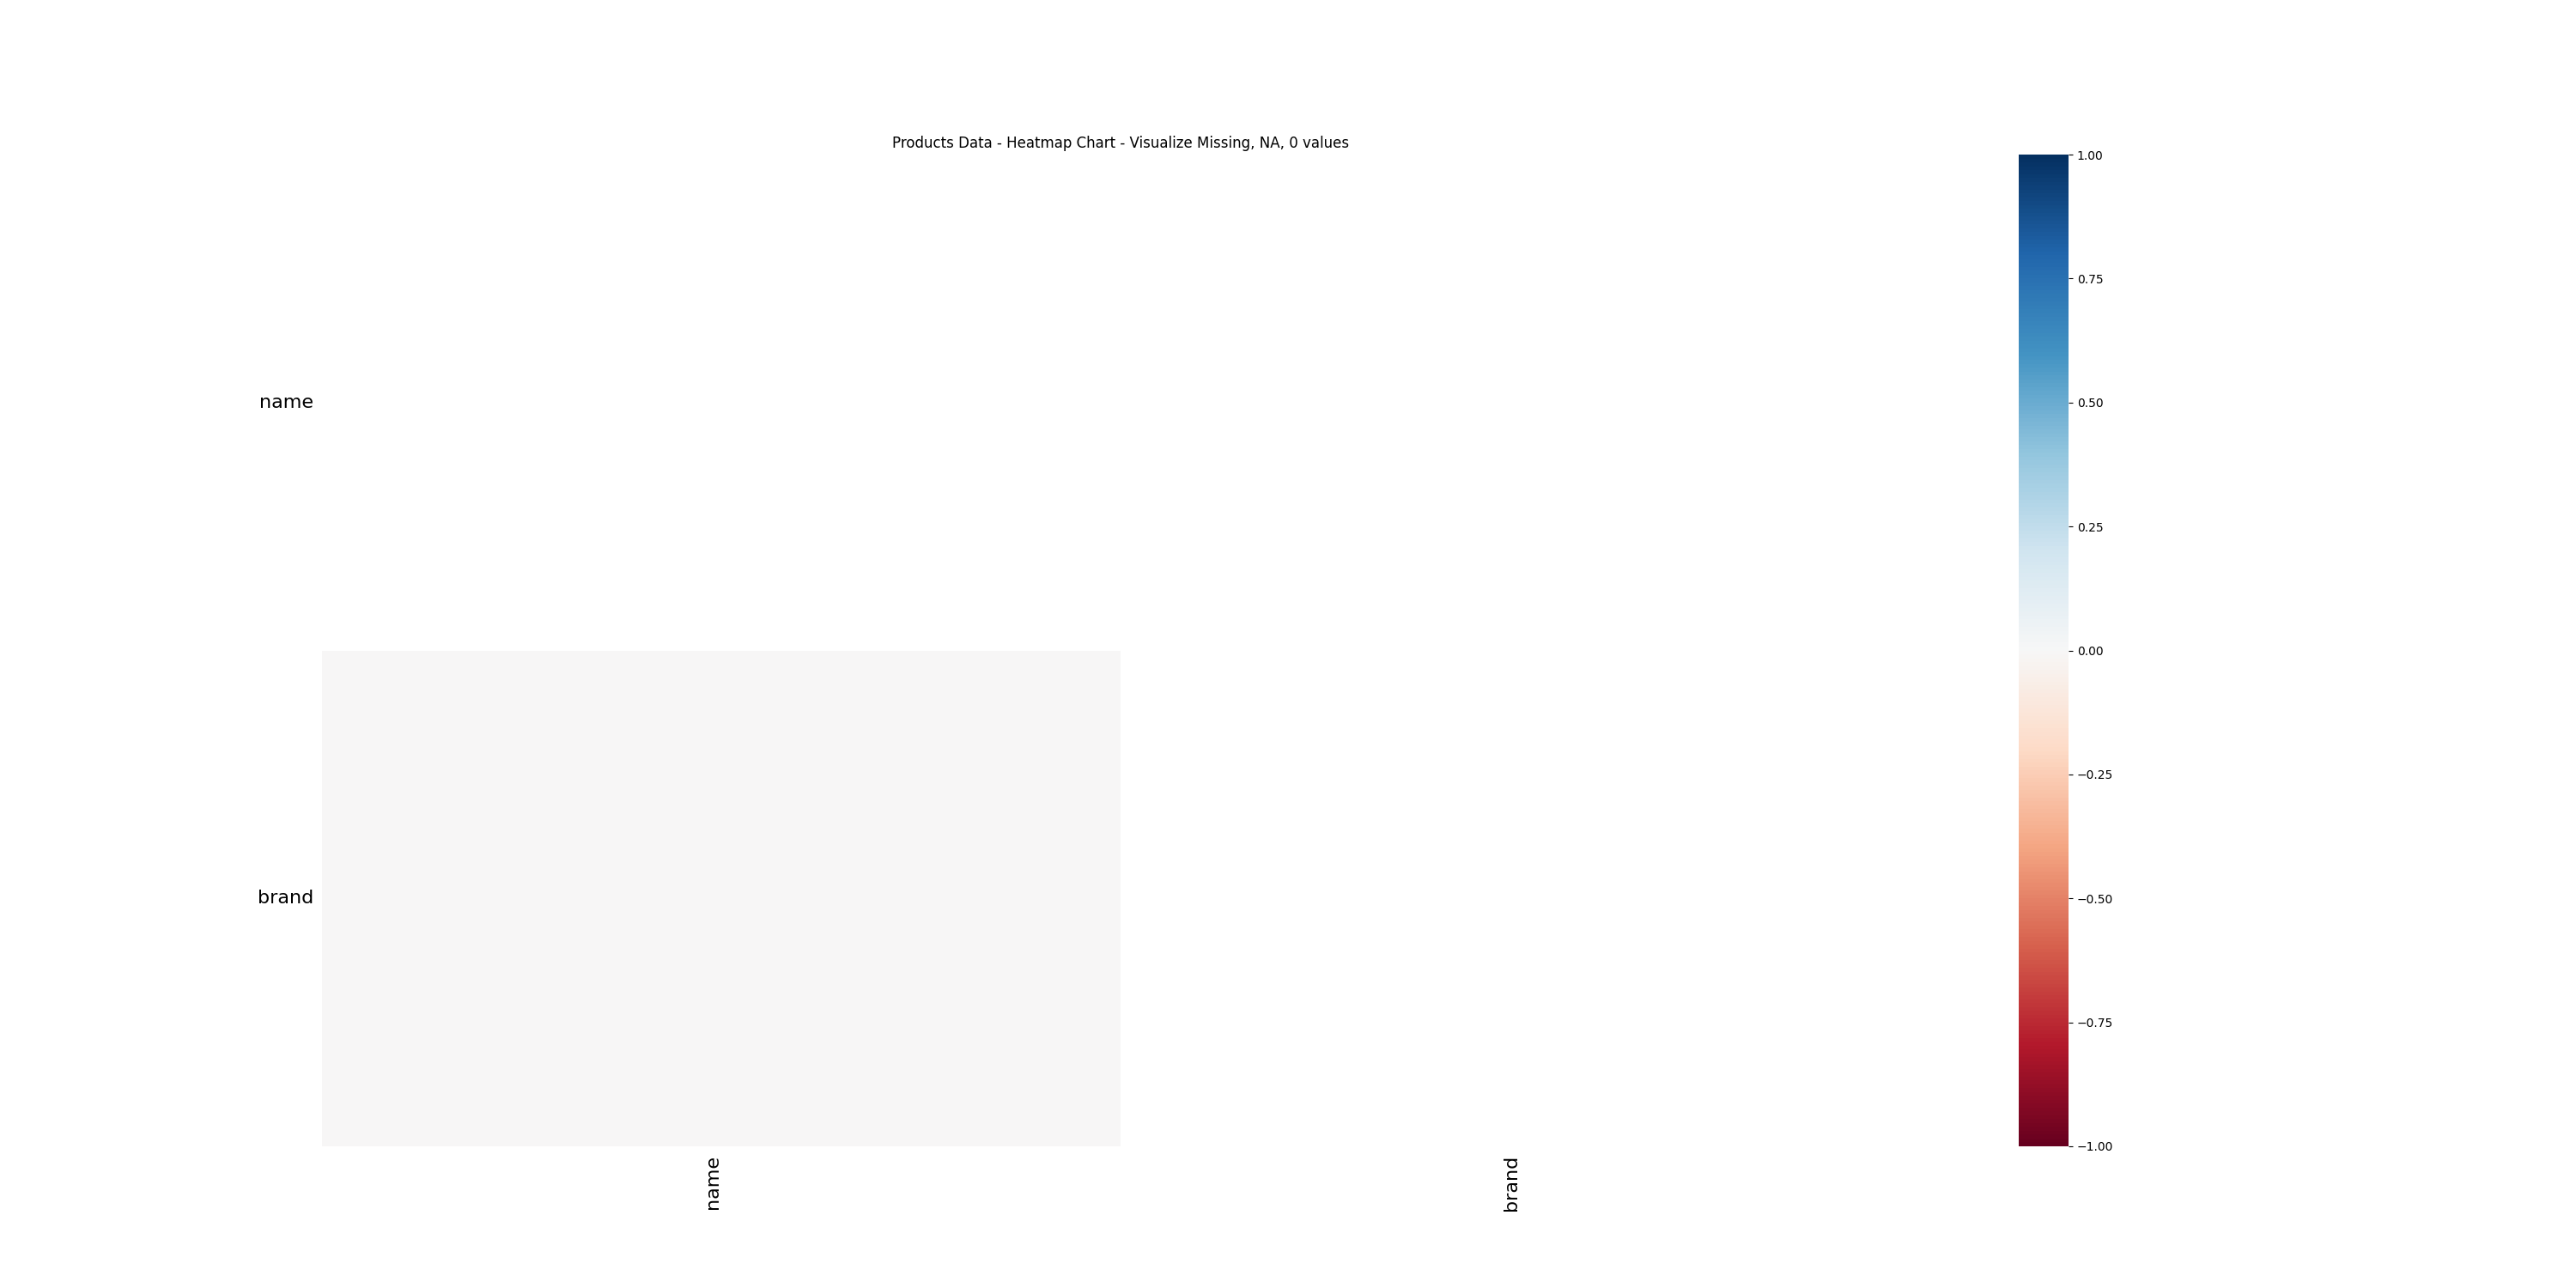 Products Data - Heatmap Chart - Visualize Missing, NA, 0 values
name
brand
name
brand
1.00
0.75
0.50
0.25
0.00
−0.25
−0.50
−0.75
−1.00